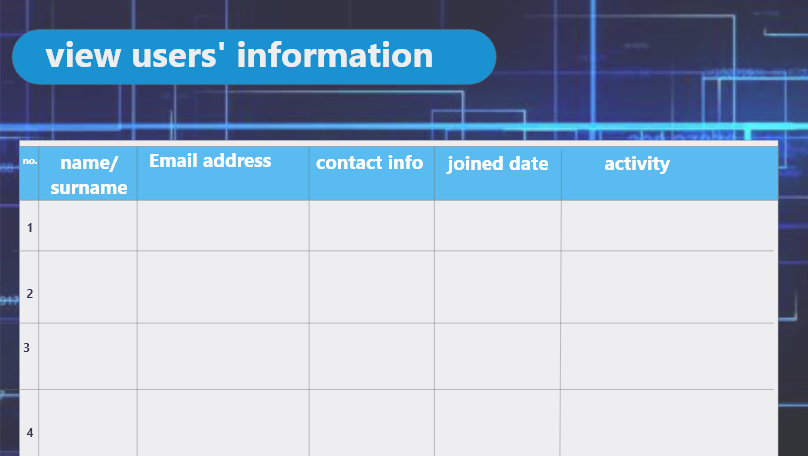 view users' information
no.
name/
surname
Email address
contact info
joined date
activity
1
2
3
4